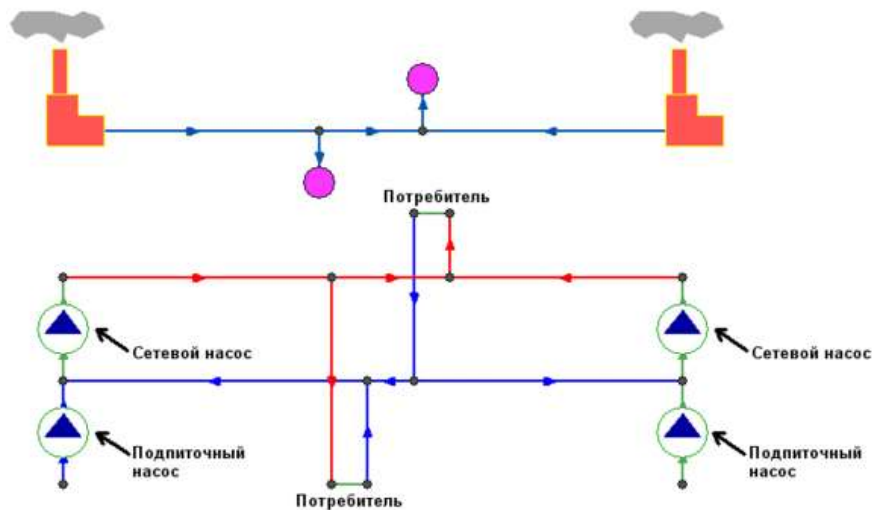 Потребитель
Сетевой насос
Сетевой насос
Подпиточный
насос
Подпиточный
насос
Потребитель